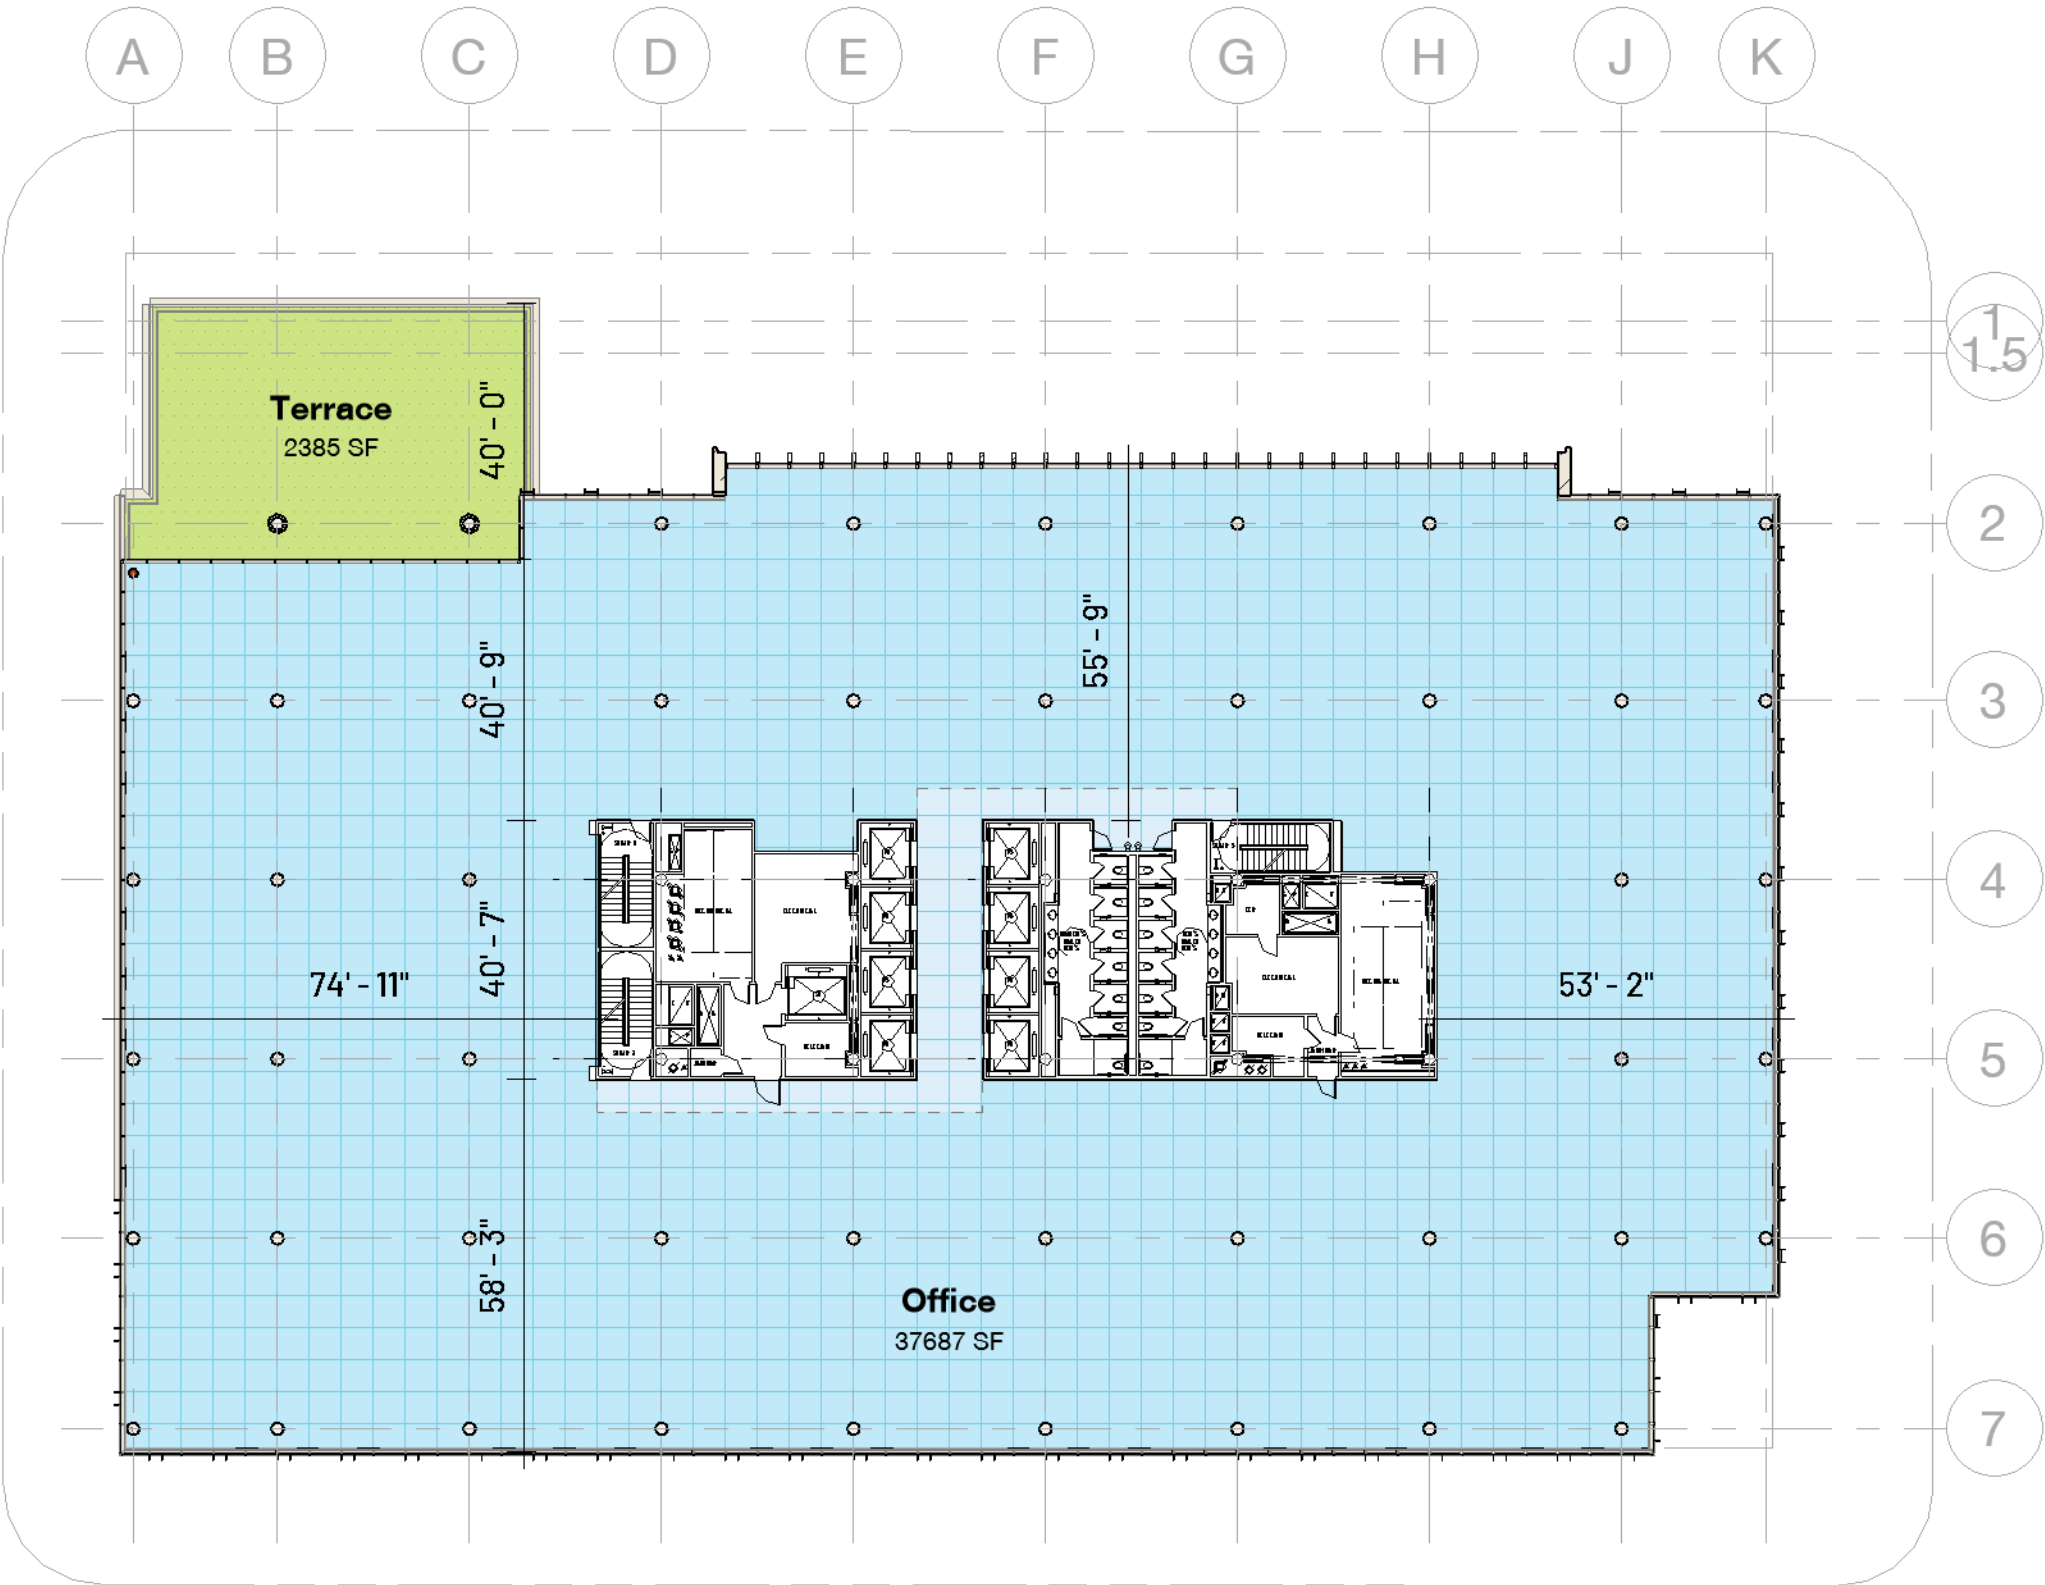 A B C D E F G H J K
1
1.5
Terrace
2385 SF
40' - 0"
2
55' - 9"
40' - 9"
3
4
40' - 7"
74' - 11"
53' - 2"
5
6
58' - 3"
Office
37687 SF
7